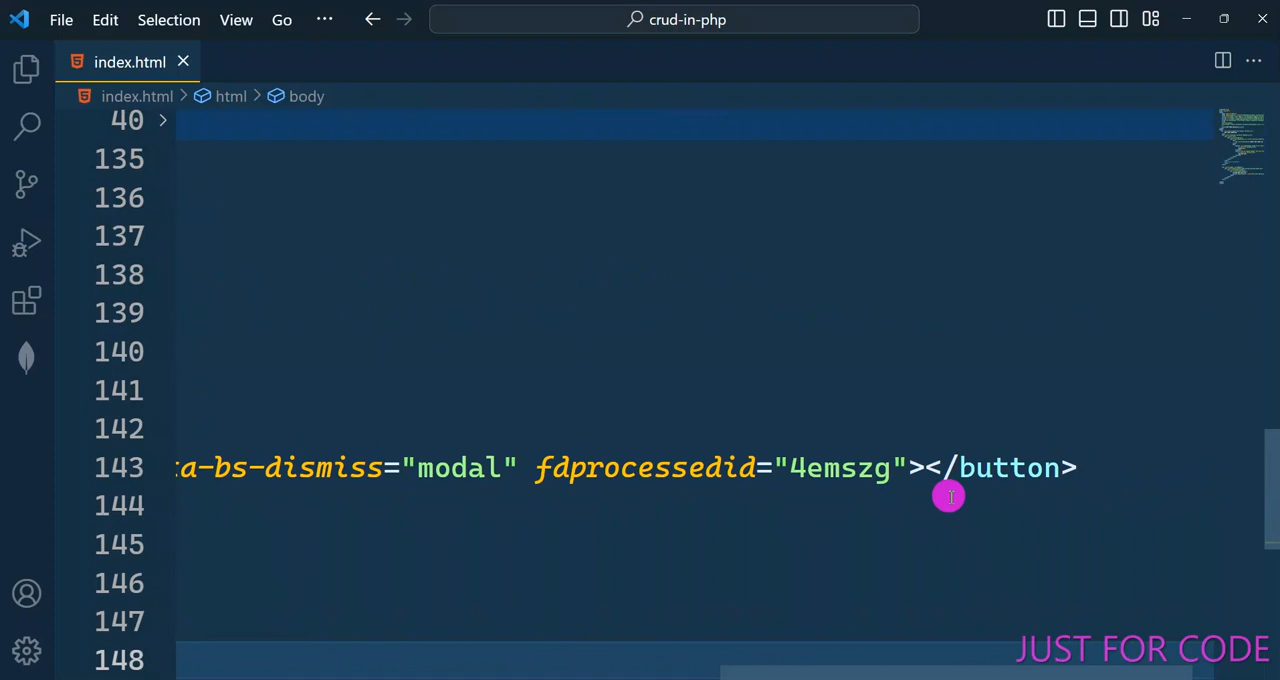 File Edit Selection View Go ··· crud-in-php
index.html
index.html > html > body
40
135
136
137
138
139
140
141
142
143 ta-bs-dismiss="modal" fdprocessedid="4emszg"></button>
144
145
146
147
148
JUST FOR CODE